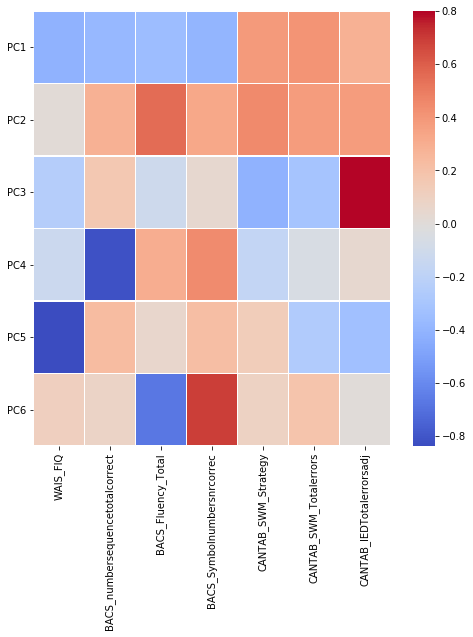 PC1
PC2
PC3
PC4
PC5
PC6
WAIS_FIQ
BACS_numbersequencetotalcorrect
BACS_Fluency_Total
BACS_Symbolnumbersnrcorrec
CANTAB_SWM_Strategy
CANTAB_SWM_Totalerrors
CANTAB_IEDTotalerrorsadj
0.8
0.6
0.4
0.2
0.0
−0.2
−0.4
−0.6
−0.8